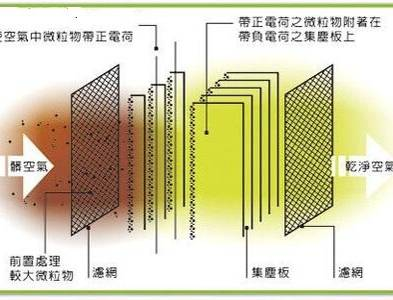 空氣中微粒物帶正電荷
帶正電荷之微粒物附著在
帶負電荷之集塵板上
髒空氣
乾淨空氣
前置處理
較大微粒物
濾網
集塵板
濾網